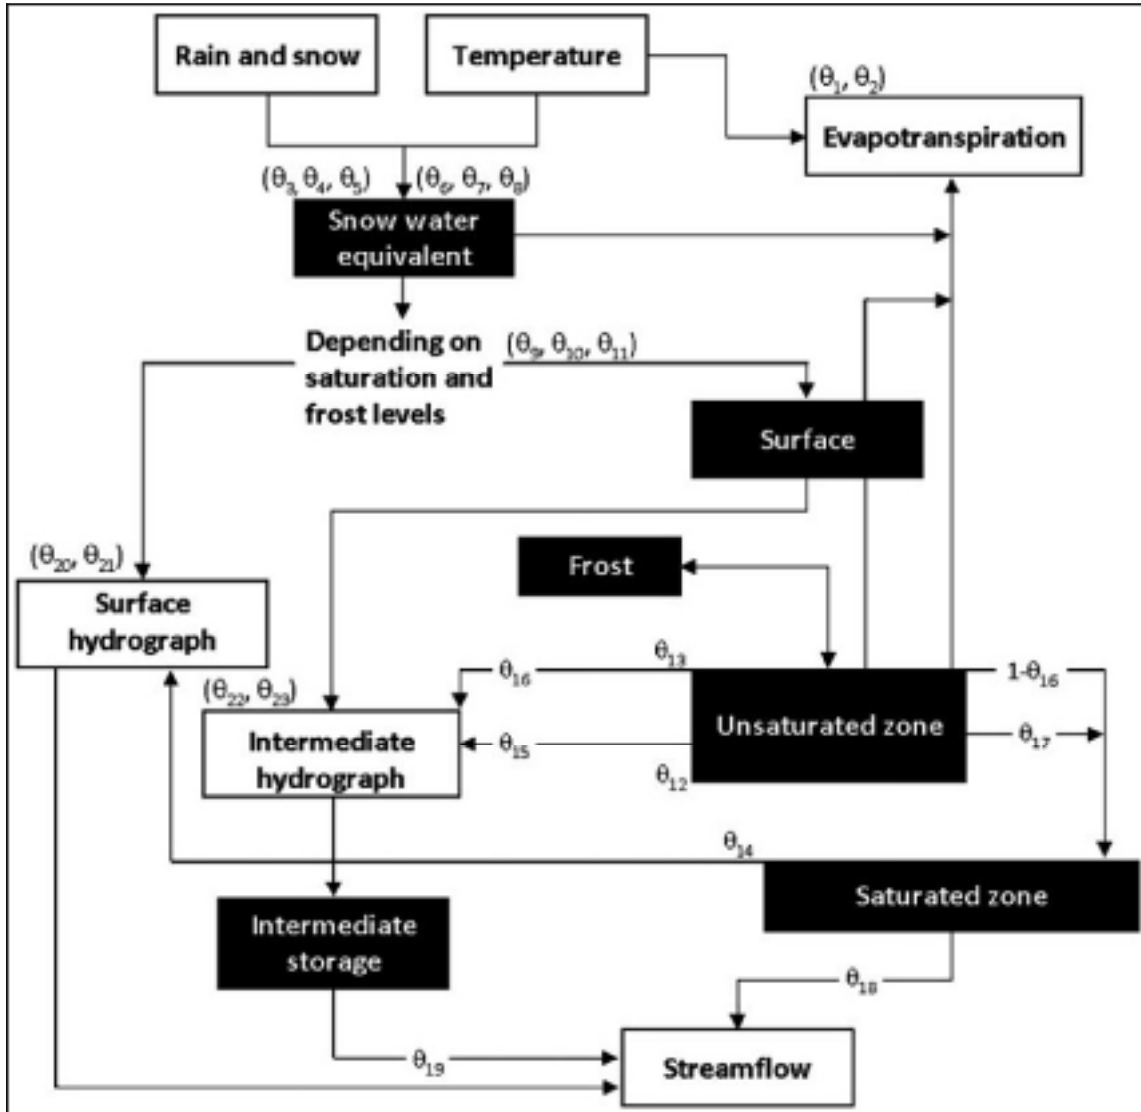 Rain and snow
Temperature
(θ1, θ2)
Evapotranspiration
(θ3, θ4, θ5)
(θ6, θ7, θ8)
Snow water
equivalent
Depending on
saturation and
frost levels
(θ9, θ10, θ11)
Surface
Frost
(θ20, θ21)
Surface
hydrograph
θ13
θ16
1-θ16
(θ22, θ23)
Unsaturated zone
Intermediate
hydrograph
θ15
θ17
θ12
θ14
Saturated zone
Intermediate
storage
θ18
θ19
Streamflow